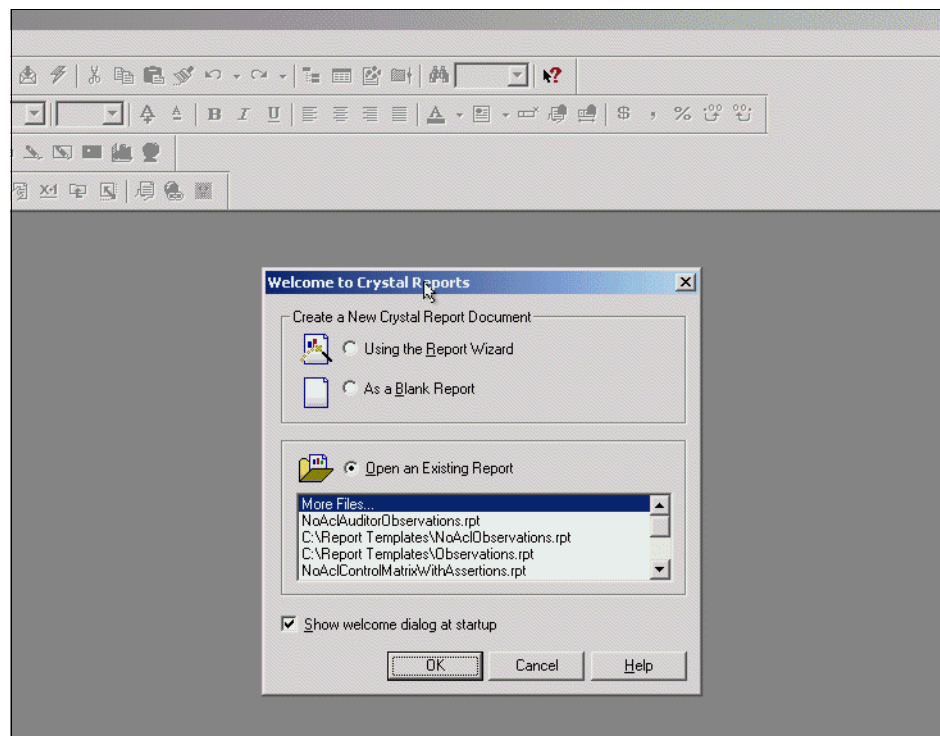 B I U $ , %
X+1
Welcome to Crystal Reports
Create a New Crystal Report Document
Using the Report Wizard
As a Blank Report
Open an Existing Report
More Files...
NoAclAuditorObservations.rpt
C:\Report Templates\NoAclObservations.rpt
C:\Report Templates\Observations.rpt
NoAclControlMatrixWithAssertions.rpt
Show welcome dialog at startup
OK Cancel Help